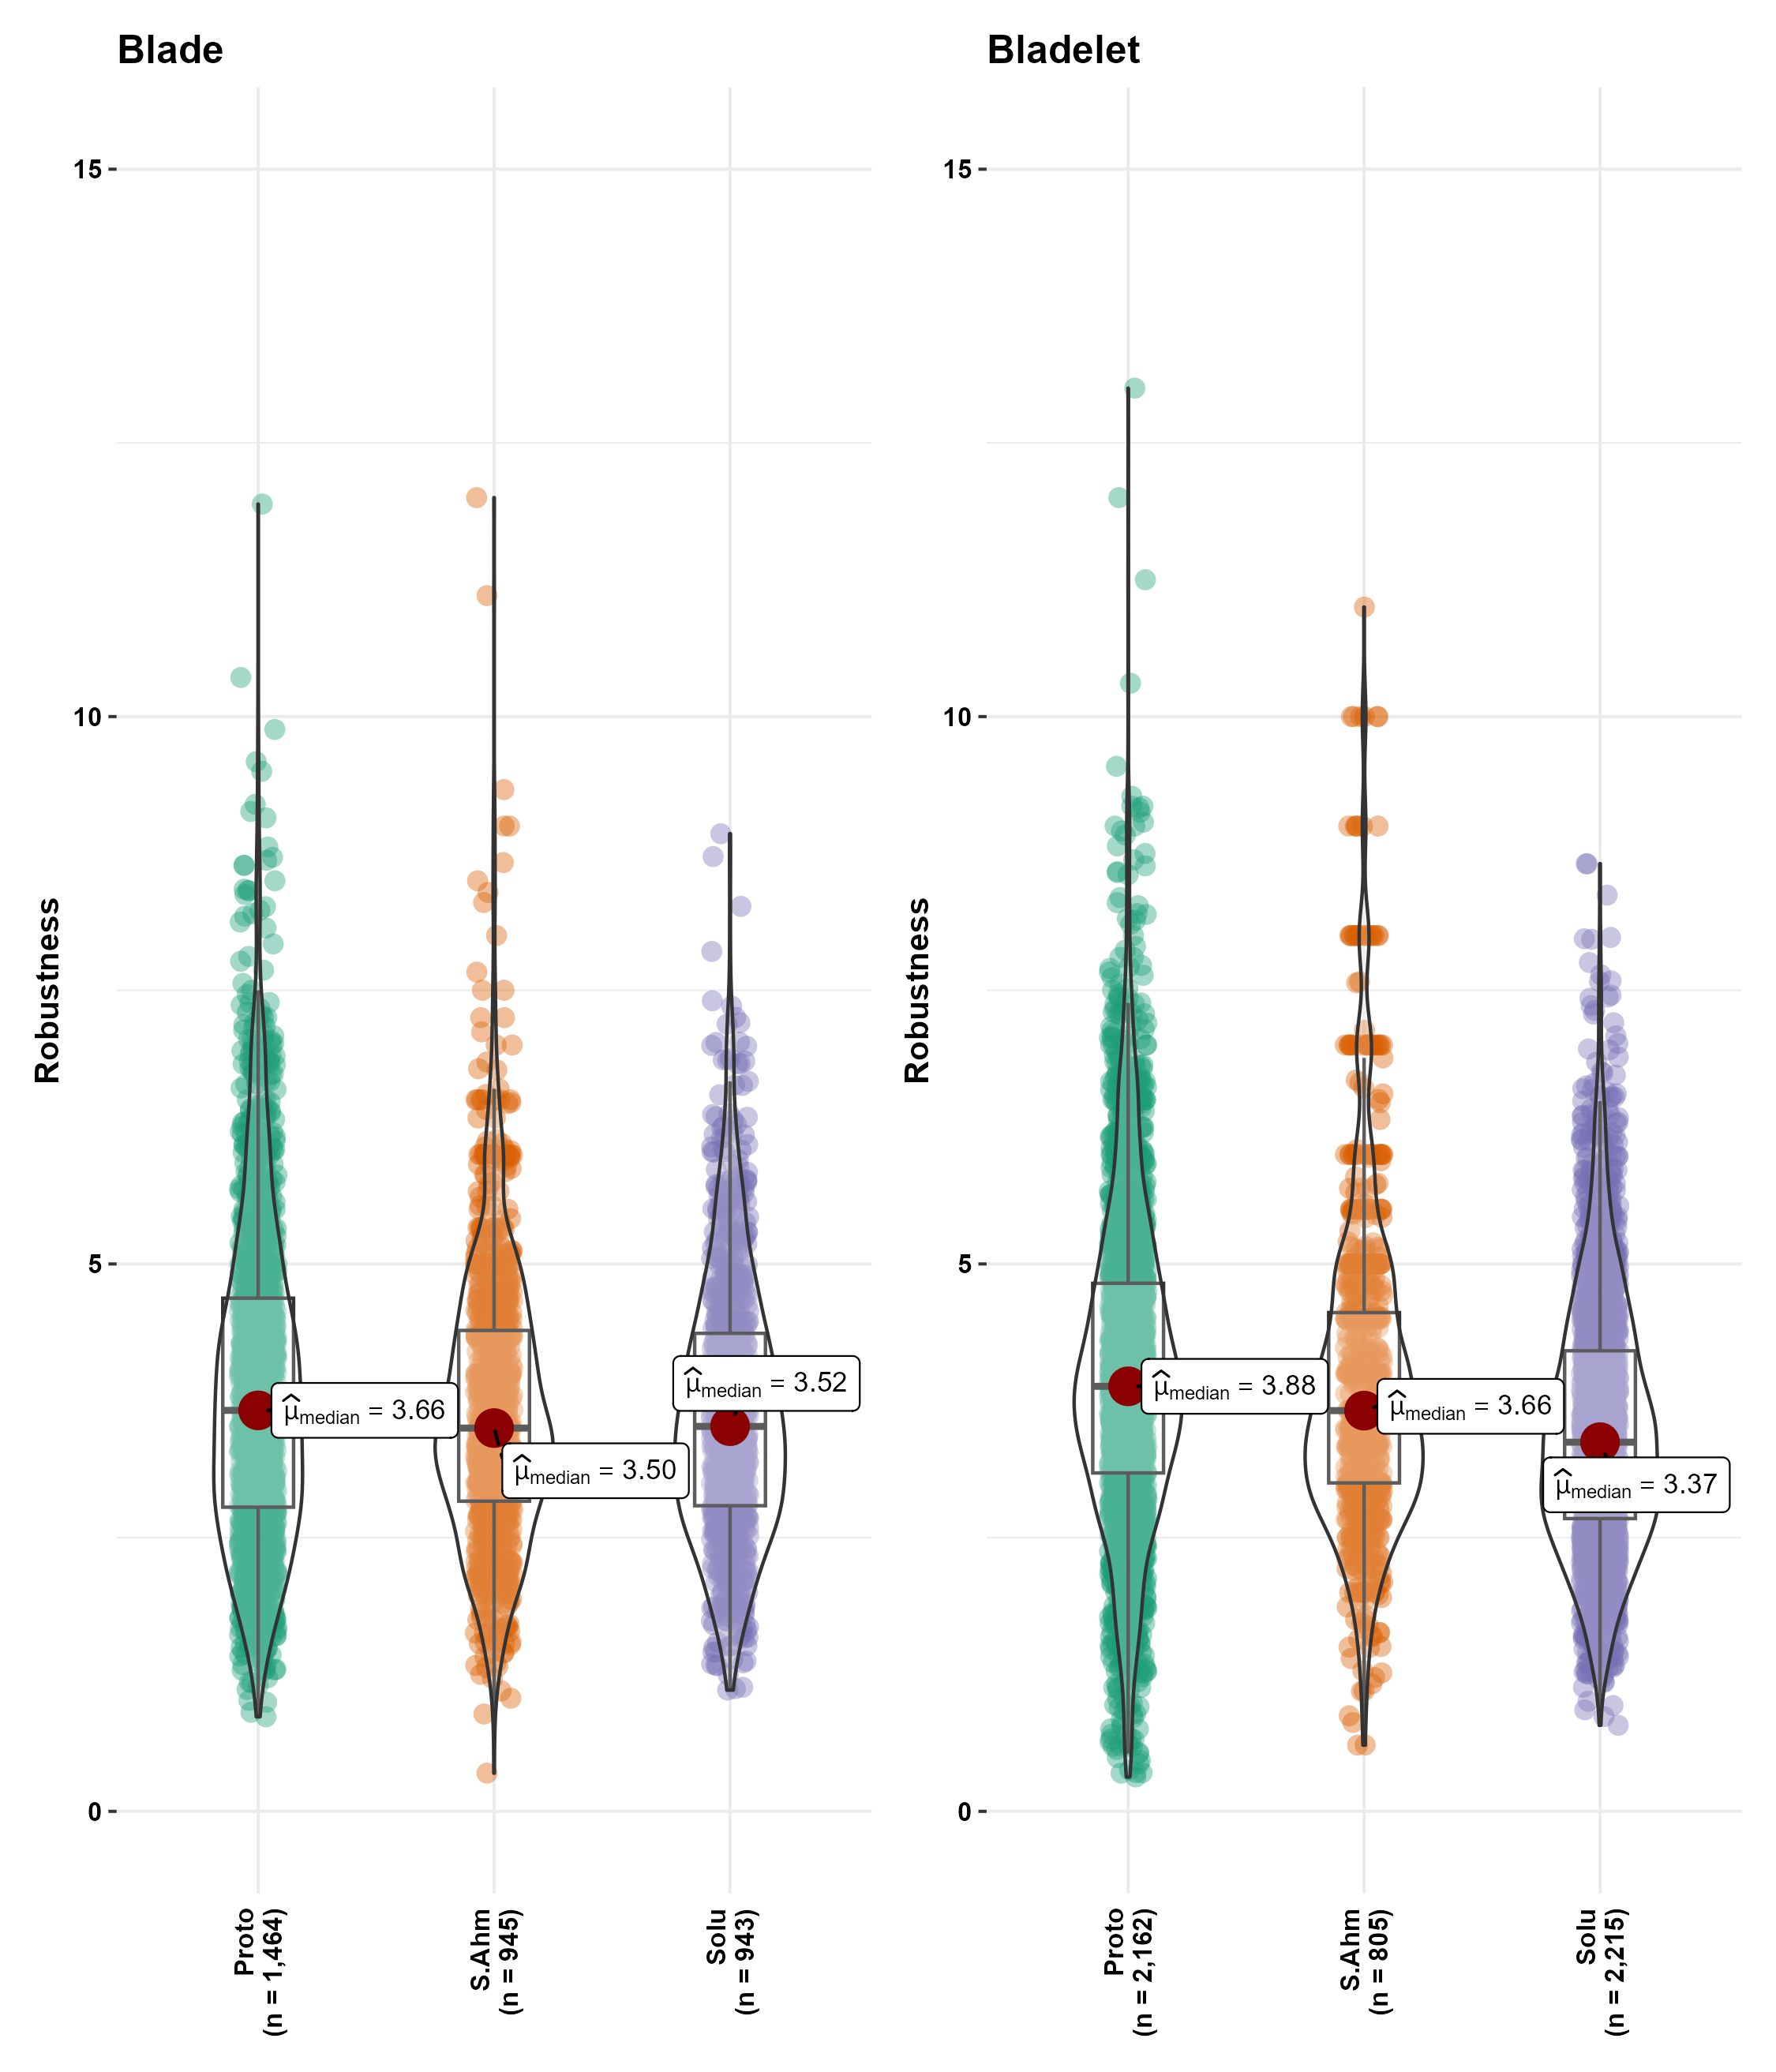 Blade
Robustness
15
10
5
0
µ̂median = 3.66
µ̂median = 3.50
µ̂median = 3.52
Proto
(n = 1,464)
S.Ahm
(n = 945)
Solu
(n = 943)
Bladelet
Robustness
15
10
5
0
µ̂median = 3.88
µ̂median = 3.66
µ̂median = 3.37
Proto
(n = 2,162)
S.Ahm
(n = 805)
Solu
(n = 2,215)